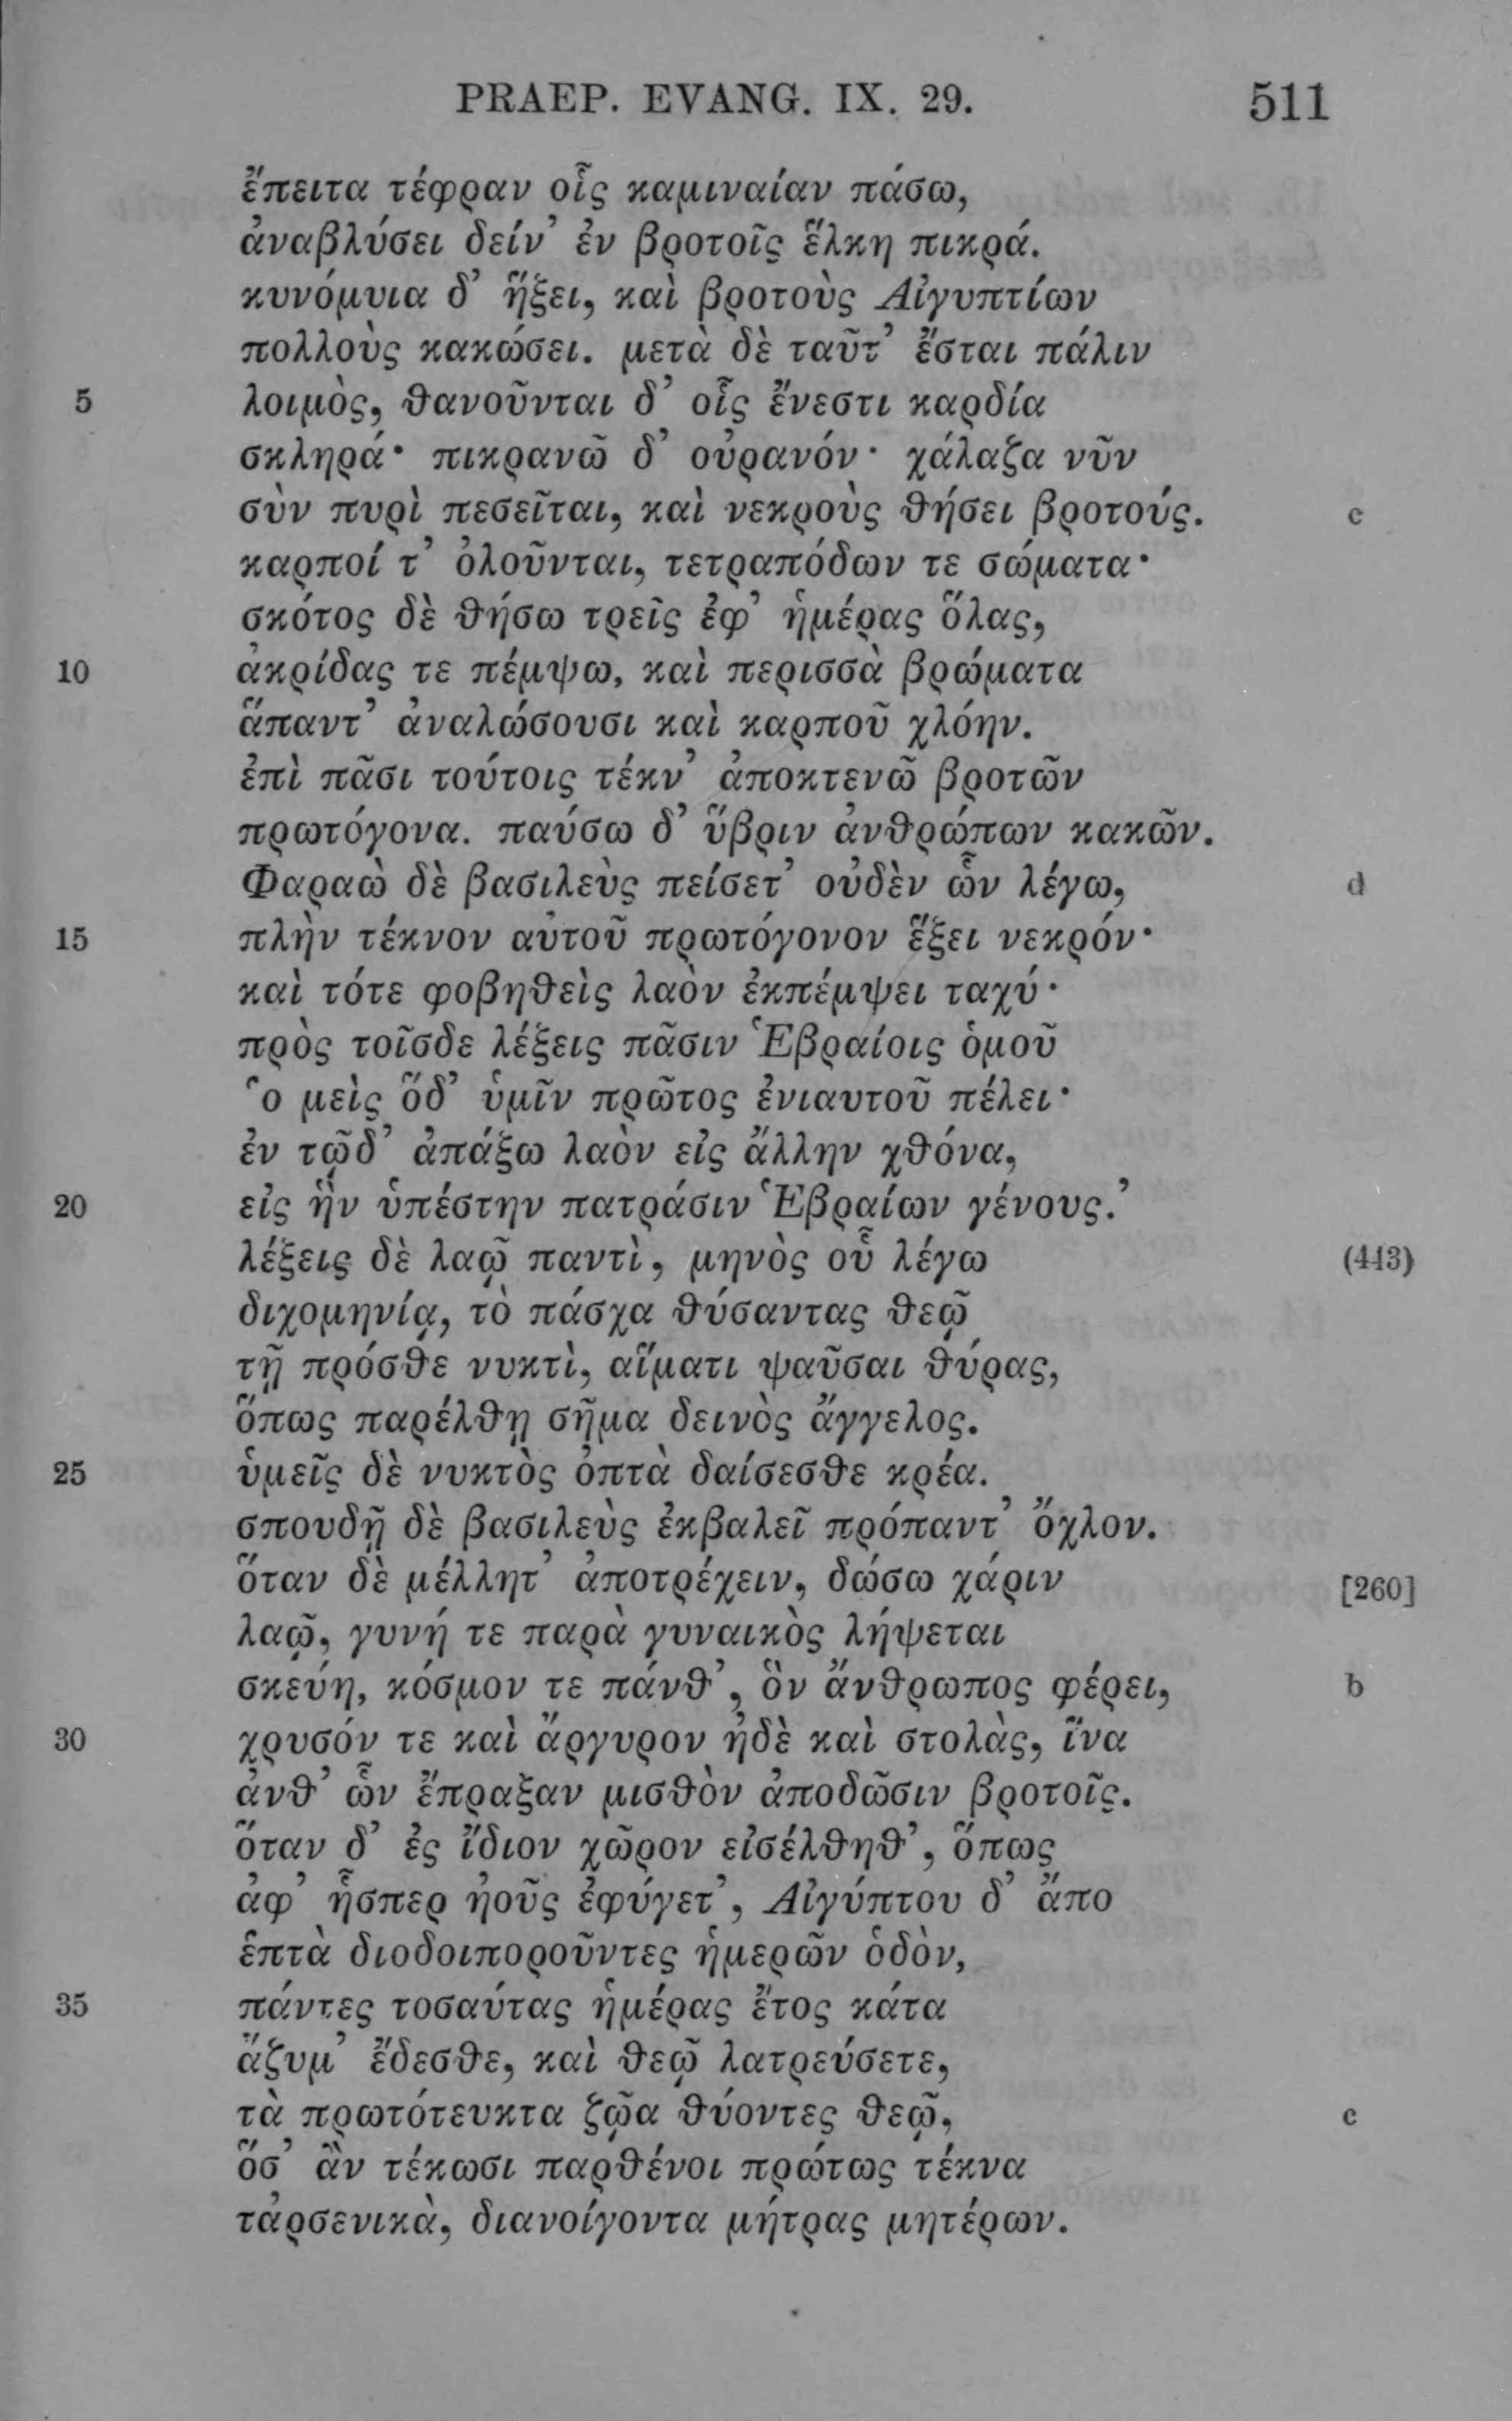 PRAEP. EVANG. IX. 29. 511
ἔπειτα τέφραν οἷς καμιναίαν πάσω,
ἀναβλύσει δείν’ ἐν βροτοῖς ἕλκη πικρά.
κυνόμυια δ’ ἥξει, καὶ βροτοὺς Αἰγυπτίων
πολλοὺς κακώσει. μετὰ δὲ ταῦτ’ ἔσται πάλιν
5 λοιμὸς, θανοῦνται δ’ οἷς ἔνεστι καρδία
σκληρά· πικρανῶ δ’ οὐρανόν· χάλαζα νῦν
σὺν πυρὶ πεσεῖται, καὶ νεκροὺς θήσει βροτούς. c
καρποί τ’ ὀλοῦνται, τετραπόδων τε σώματα·
σκότος δὲ θήσω τρεῖς ἐφ’ ἡμέρας ὅλας,
10 ἀκρίδας τε πέμψω, καὶ περισσὰ βρώματα
ἅπαντ’ ἀναλώσουσι καὶ καρποῦ χλόην.
ἐπὶ πᾶσι τούτοις τέκν’ ἀποκτενῶ βροτῶν
πρωτόγονα. παύσω δ’ ὕβριν ἀνθρώπων κακῶν.
Φαραὼ δὲ βασιλεὺς πείσετ’ οὐδὲν ὧν λέγω, d
15 πλὴν τέκνον αὑτοῦ πρωτόγονον ἕξει νεκρόν·
καὶ τότε φοβηθεὶς λαὸν ἐκπέμψει ταχύ·
πρὸς τοῖσδε λέξεις πᾶσιν Ἑβραίοις ὁμοῦ
‘ο μεὶς ὅδ’ ὑμῖν πρῶτος ἐνιαυτοῦ πέλει·
ἐν τῷδ’ ἀπάξω λαὸν εἰς ἄλλην χθόνα,
20 εἰς ἣν ὑπέστην πατράσιν Ἑβραίων γένους.’
λέξεις δὲ λαῷ παντὶ, μηνὸς οὗ λέγω (443)
διχομηνίᾳ, τὸ πάσχα θύσαντας θεῷ
τῇ πρόσθε νυκτὶ, αἵματι ψαῦσαι θύρας,
ὅπως παρέλθῃ σῆμα δεινὸς ἄγγελος.
25 ὑμεῖς δὲ νυκτὸς ὀπτὰ δαίσεσθε κρέα.
σπουδῇ δὲ βασιλεὺς ἐκβαλεῖ πρόπαντ’ ὄχλον.
ὅταν δὲ μέλλητ’ ἀποτρέχειν, δώσω χάριν [260]
λαῷ, γυνή τε παρὰ γυναικὸς λήψεται
σκεύη, κόσμον τε πάνθ’, ὃν ἄνθρωπος φέρει, b
30 χρυσόν τε καὶ ἄργυρον ἠδὲ καὶ στολὰς, ἵνα
ἀνθ’ ὧν ἔπραξαν μισθὸν ἀποδῶσιν βροτοῖς.
ὅταν δ’ ἐς ἴδιον χῶρον εἰσέλθηθ’, ὅπως
ἀφ’ ἧσπερ ἠοῦς ἐφύγετ’, Αἰγύπτου δ’ ἄπο
ἑπτὰ διοδοιποροῦντες ἡμερῶν ὁδὸν,
35 πάντες τοσαύτας ἡμέρας ἔτος κάτα
ἄζυμ’ ἔδεσθε, καὶ θεῷ λατρεύσετε,
τὰ πρωτότευκτα ζῷα θύοντες θεῷ, c
ὅσ’ ἂν τέκωσι παρθένοι πρώτως τέκνα
τἀρσενικὰ, διανοίγοντα μήτρας μητέρων.